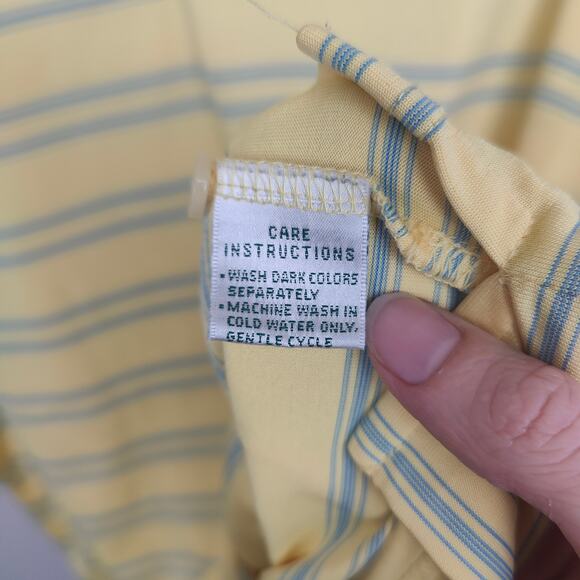 CARE
INSTRUCTIONS
•WASH DARK COLORS
SEPARATELY
•MACHINE WASH IN
COLD WATER ONLY,
GENTLE CYCLE